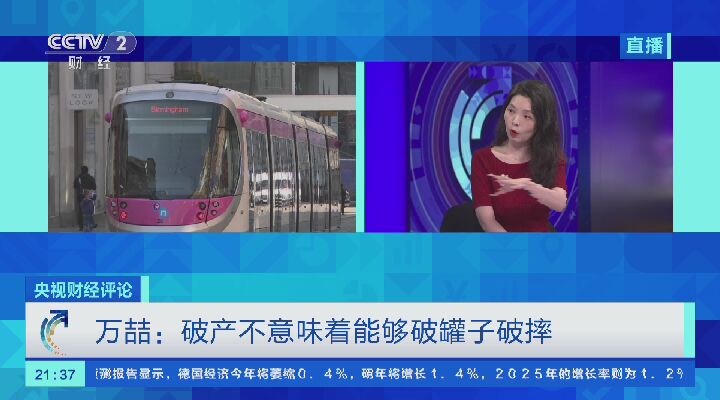 CCTV 2
财经
直播
NEW
LOOK
Birmingham
央视财经评论
万喆：破产不意味着能够破罐子破摔
21:37
预测报告显示，德国经济今年将萎缩0.4%，明年将增长1.4%，2025年的增长率则为1.2%